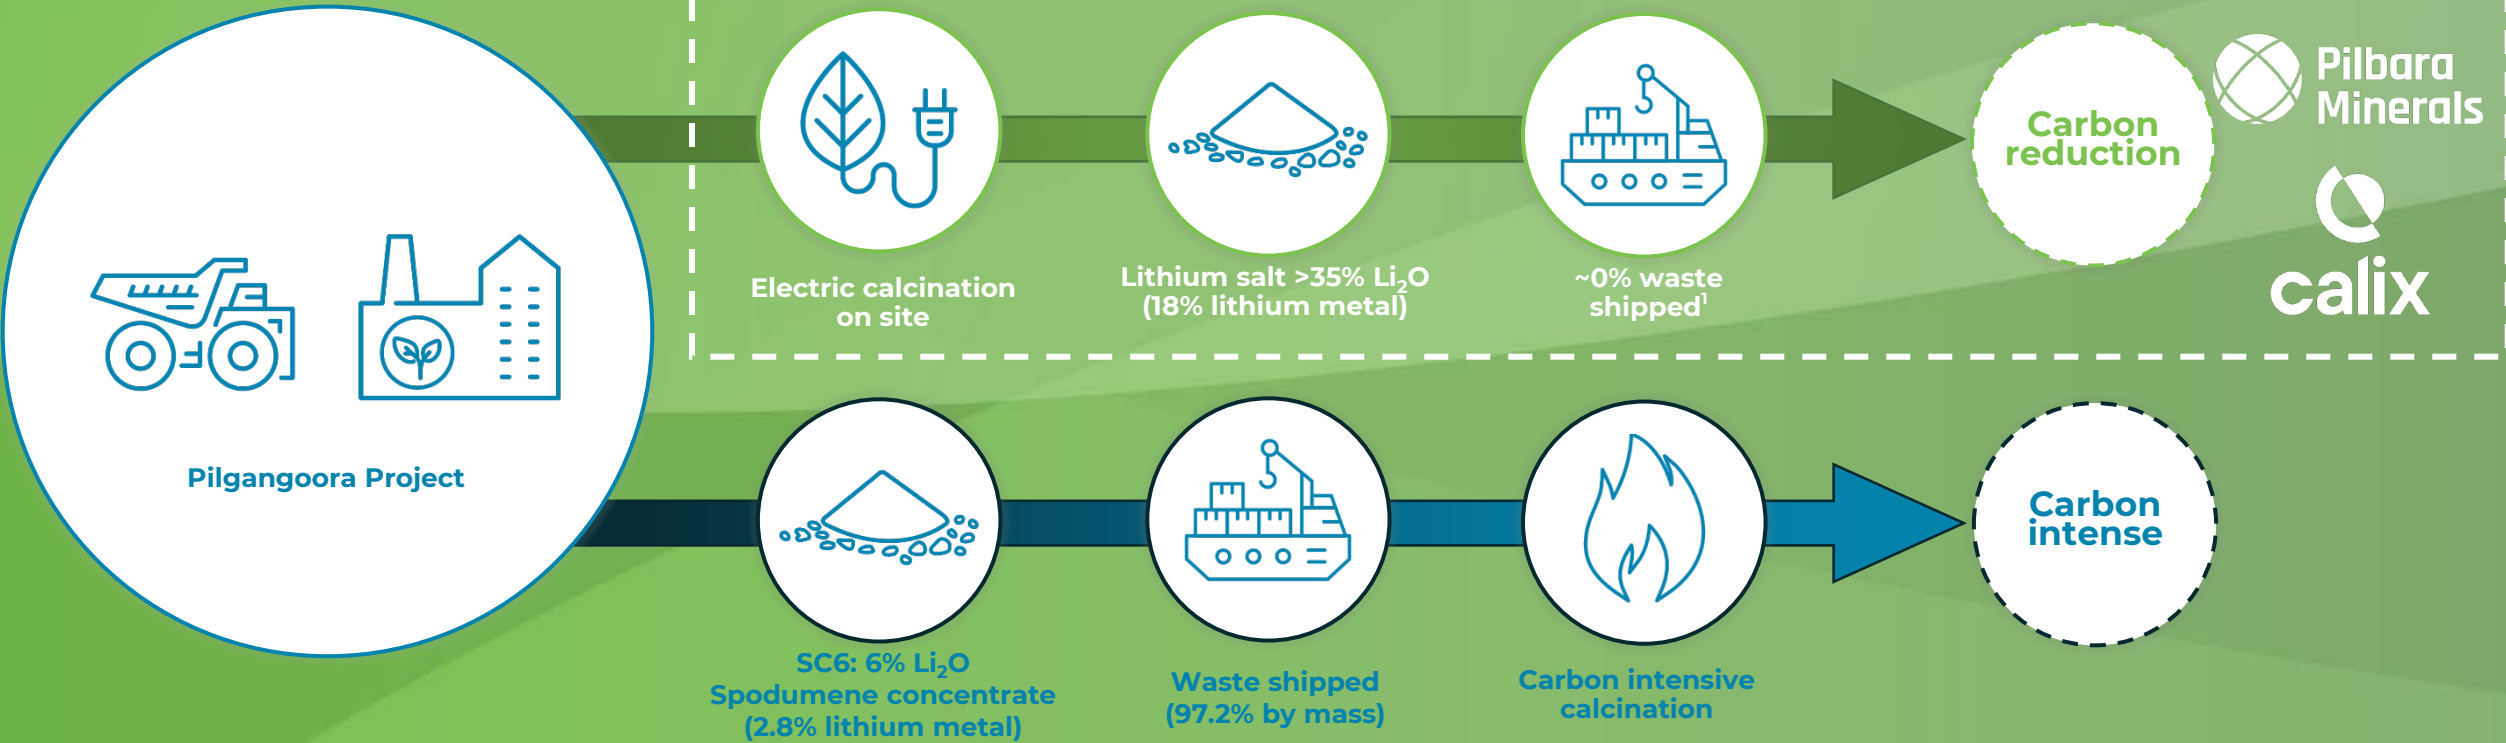 Pilgangoora Project
Electric calcination
on site
Lithium salt >35% Li₂O
(18% lithium metal)
~0% waste
shipped¹
Carbon
reduction
Pilbara
Minerals
calix
SC6: 6% Li₂O
Spodumene concentrate
(2.8% lithium metal)
Waste shipped
(97.2% by mass)
Carbon intensive
calcination
Carbon
intense